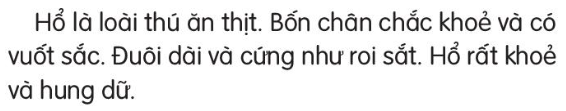 Hổ là loài thú ăn thịt. Bốn chân chắc khoẻ và có
vuốt sắc. Đuôi dài và cứng như roi sắt. Hổ rất khoẻ
và hung dữ.